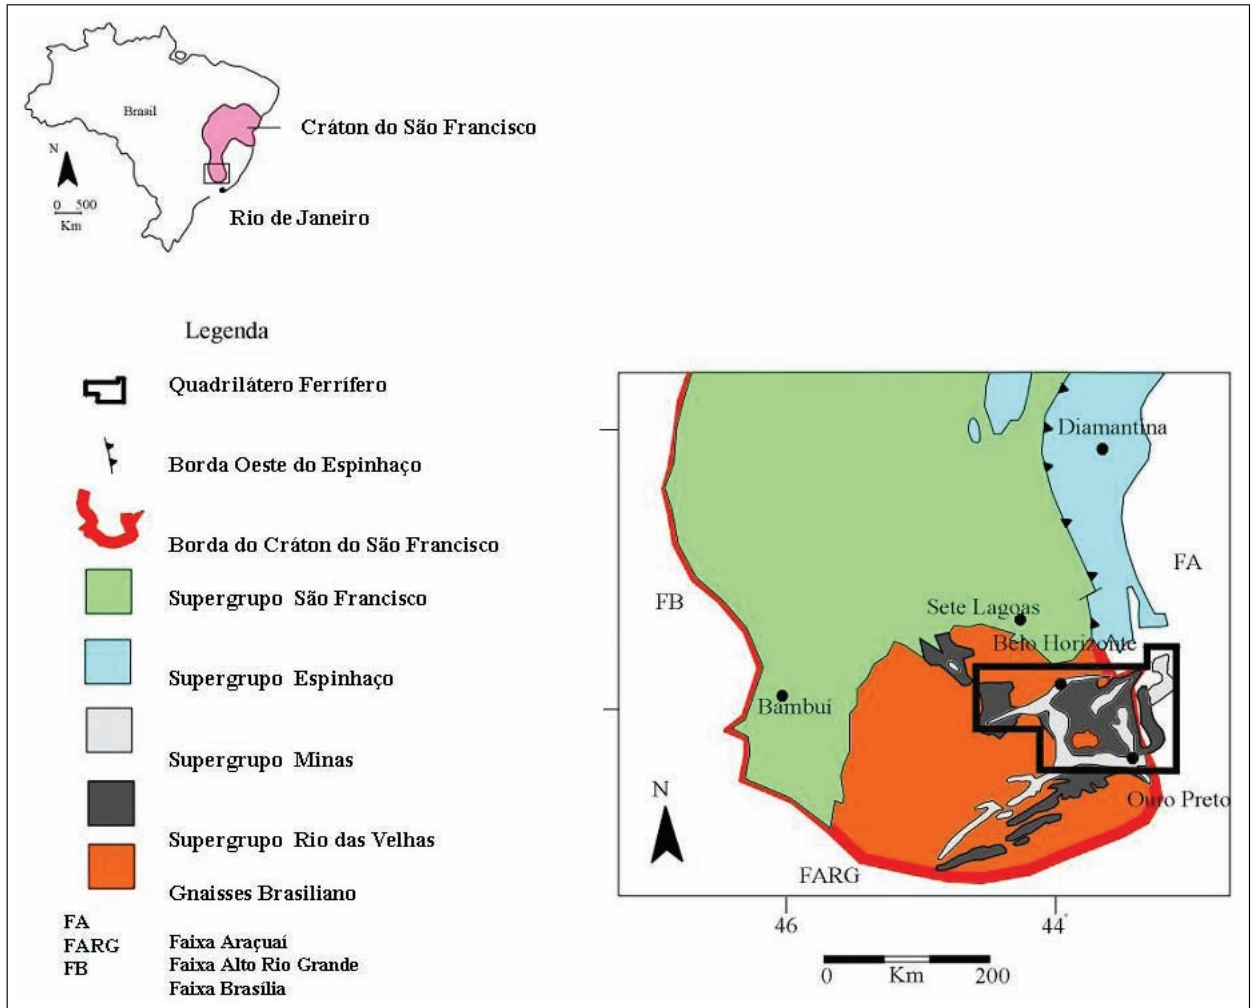 Brasil
Cráton do São Francisco
N
0 500
Km
Rio de Janeiro
Legenda
Quadrilátero Ferrífero
Borda Oeste do Espinhaço
Borda do Cráton do São Francisco
Supergrupo São Francisco
Supergrupo Espinhaço
Supergrupo Minas
Supergrupo Rio das Velhas
Gnaisses Brasiliano
FA
FARG
FB
Faixa Araçuaí
Faixa Alto Rio Grande
Faixa Brasília
Diamantina
FA
FB
Sete Lagoas
Belo Horizonte
Bambuí
Ouro Preto
N
FARG
46
44°
0 Km 200